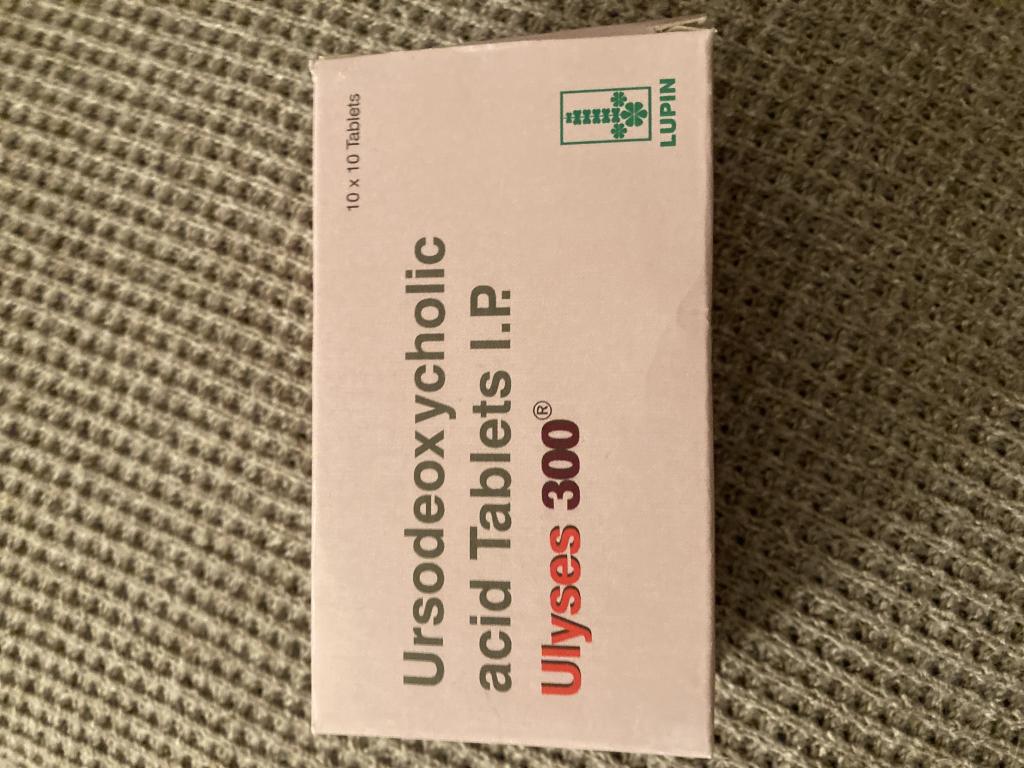 10 x 10 Tablets
Ursodeoxycholic
acid Tablets I.P.
Ulyses 300®
LUPIN